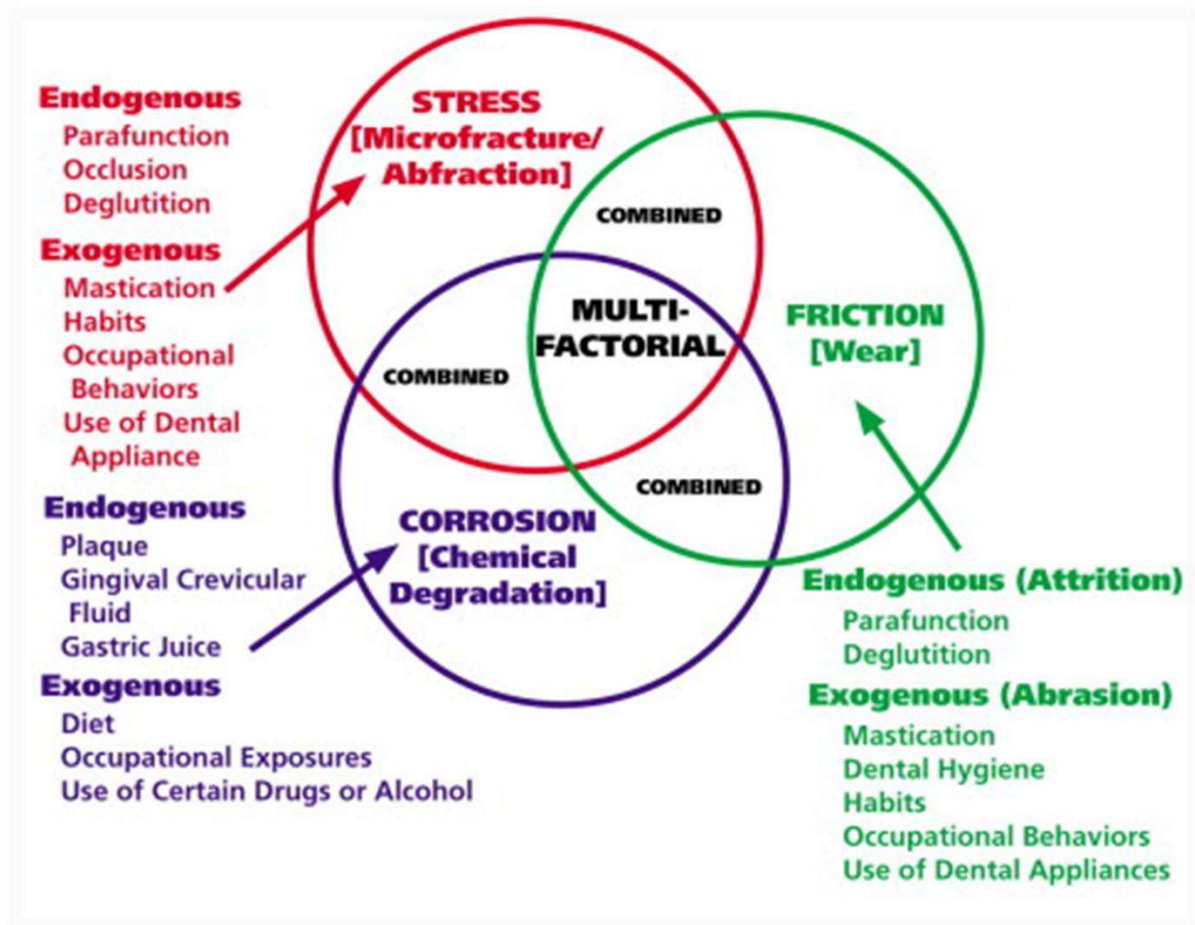 Endogenous
Parafunction
Occlusion
Deglutition
Exogenous
Mastication
Habits
Occupational
Behaviors
Use of Dental
Appliance
STRESS
[Microfracture/
Abfraction]
COMBINED
MULTI-
FACTORIAL
FRICTION
[Wear]
COMBINED
COMBINED
Endogenous
Plaque
Gingival Crevicular
Fluid
Gastric Juice
Exogenous
Diet
Occupational Exposures
Use of Certain Drugs or Alcohol
CORROSION
[Chemical
Degradation]
Endogenous (Attrition)
Parafunction
Deglutition
Exogenous (Abrasion)
Mastication
Dental Hygiene
Habits
Occupational Behaviors
Use of Dental Appliances